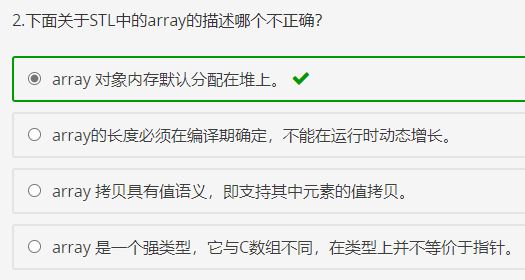 2.下面关于STL中的array的描述哪个不正确？
array 对象内存默认分配在堆上。
array的长度必须在编译期确定，不能在运行时动态增长。
array 拷贝具有值语义，即支持其中元素的值拷贝。
array 是一个强类型，它与C数组不同，在类型上并不等价于指针。